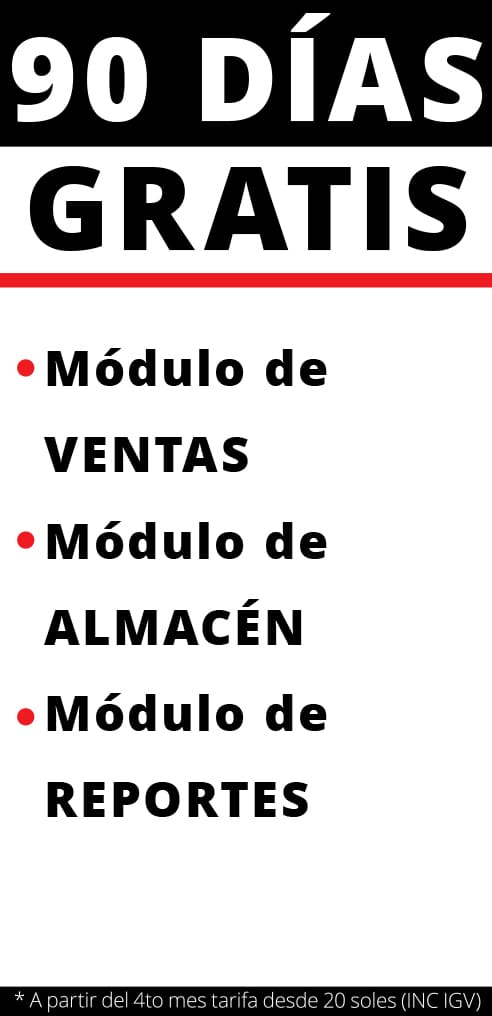 90 DÍAS
GRATIS
• Módulo de
VENTAS
• Módulo de
ALMACÉN
• Módulo de
REPORTES
* A partir del 4to mes tarifa desde 20 soles (INC IGV)